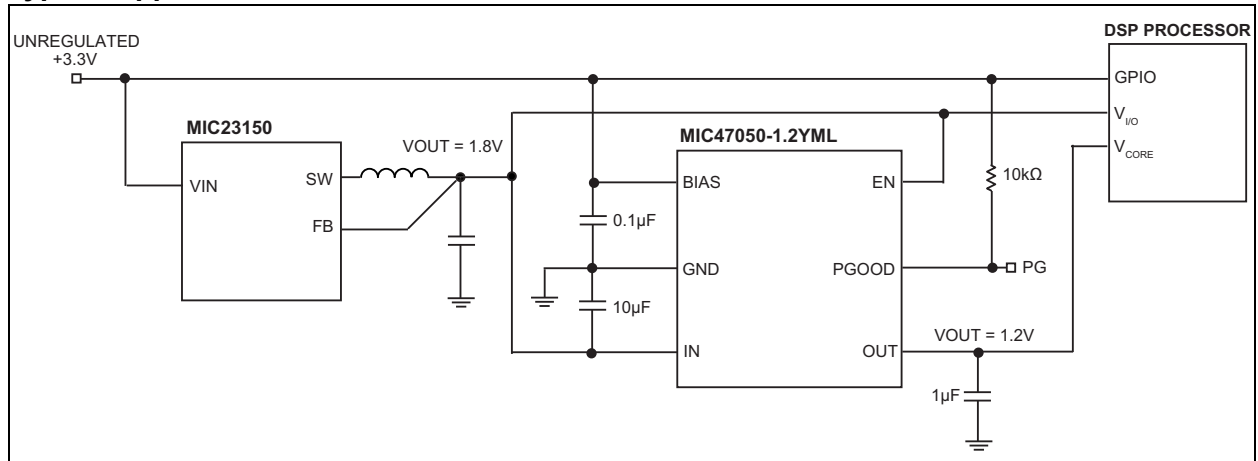 UNREGULATED
+3.3V
DSP PROCESSOR
GPIO
V_I/O
V_CORE
MIC23150
VIN
SW
FB
VOUT = 1.8V
MIC47050-1.2YML
BIAS
GND
IN
EN
PGOOD
OUT
0.1µF
10µF
10kΩ
PG
VOUT = 1.2V
1µF